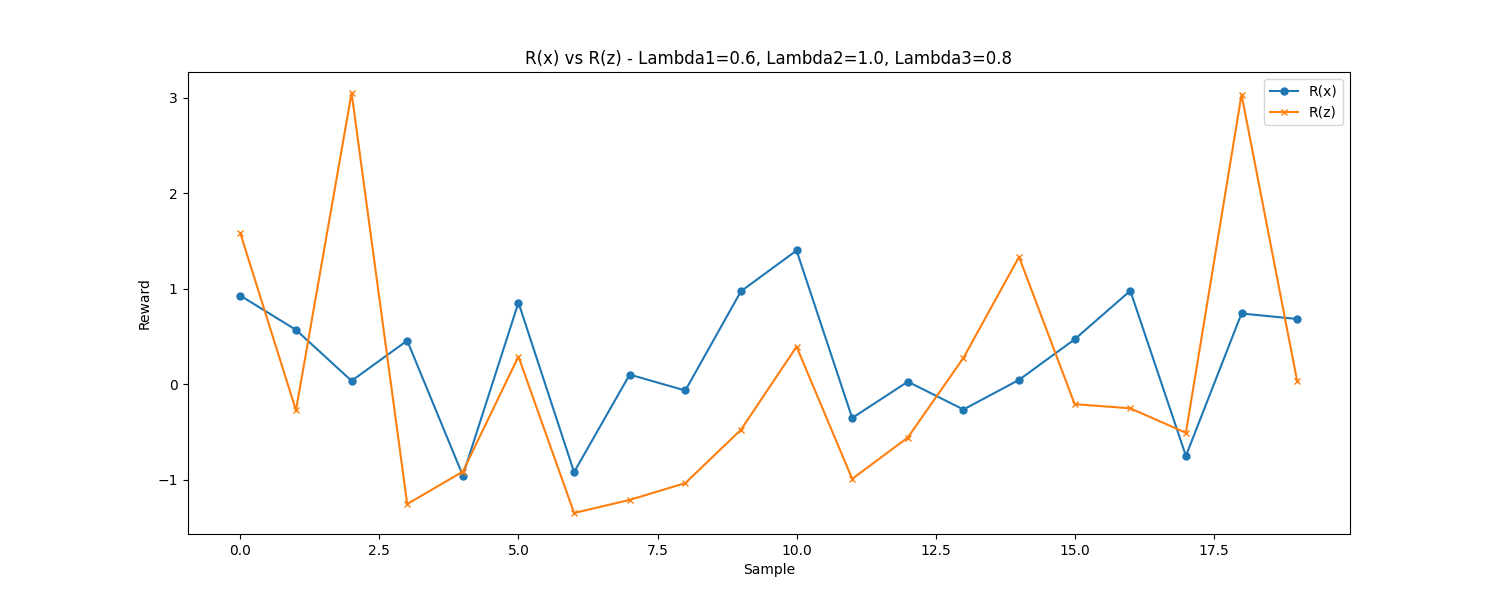 R(x) vs R(z) - Lambda1=0.6, Lambda2=1.0, Lambda3=0.8
R(x)
R(z)
3
2
1
0
−1
Reward
0.0 2.5 5.0 7.5 10.0 12.5 15.0 17.5
Sample